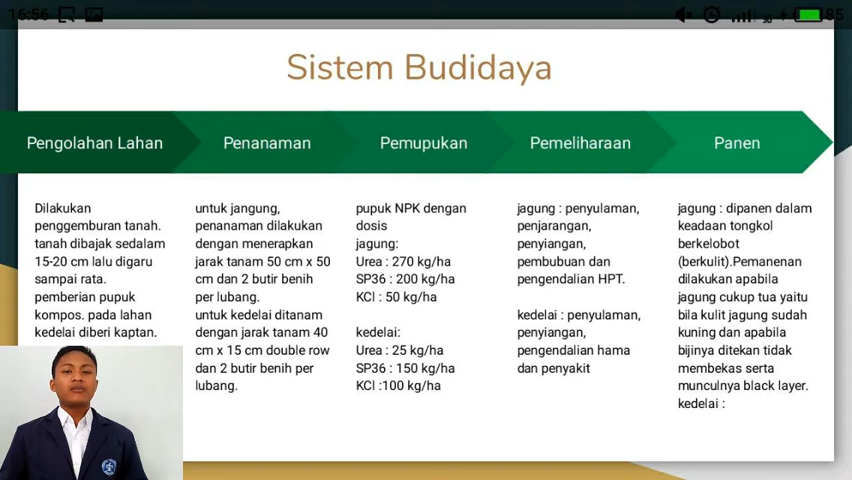 16:56
85
Sistem Budidaya
Pengolahan Lahan
Penanaman
Pemupukan
Pemeliharaan
Panen
Dilakukan
penggemburan tanah.
tanah dibajak sedalam
15-20 cm lalu digaru
sampai rata.
pemberian pupuk
kompos. pada lahan
kedelai diberi kaptan.
untuk jangung,
penanaman dilakukan
dengan menerapkan
jarak tanam 50 cm x 50
cm dan 2 butir benih
per lubang.
untuk kedelai ditanam
dengan jarak tanam 40
cm x 15 cm double row
dan 2 butir benih per
lubang.
pupuk NPK dengan
dosis
jagung:
Urea : 270 kg/ha
SP36 : 200 kg/ha
KCl : 50 kg/ha
kedelai:
Urea : 25 kg/ha
SP36 : 150 kg/ha
KCl :100 kg/ha
jagung : penyulaman,
penjarangan,
penyiangan,
pembubuan dan
pengendalian HPT.
kedelai : penyulaman,
penyiangan,
pengendalian hama
dan penyakit
jagung : dipanen dalam
keadaan tongkol
berkelobot
(berkulit).Pemanenan
dilakukan apabila
jagung cukup tua yaitu
bila kulit jagung sudah
kuning dan apabila
bijinya ditekan tidak
membekas serta
munculnya black layer.
kedelai :